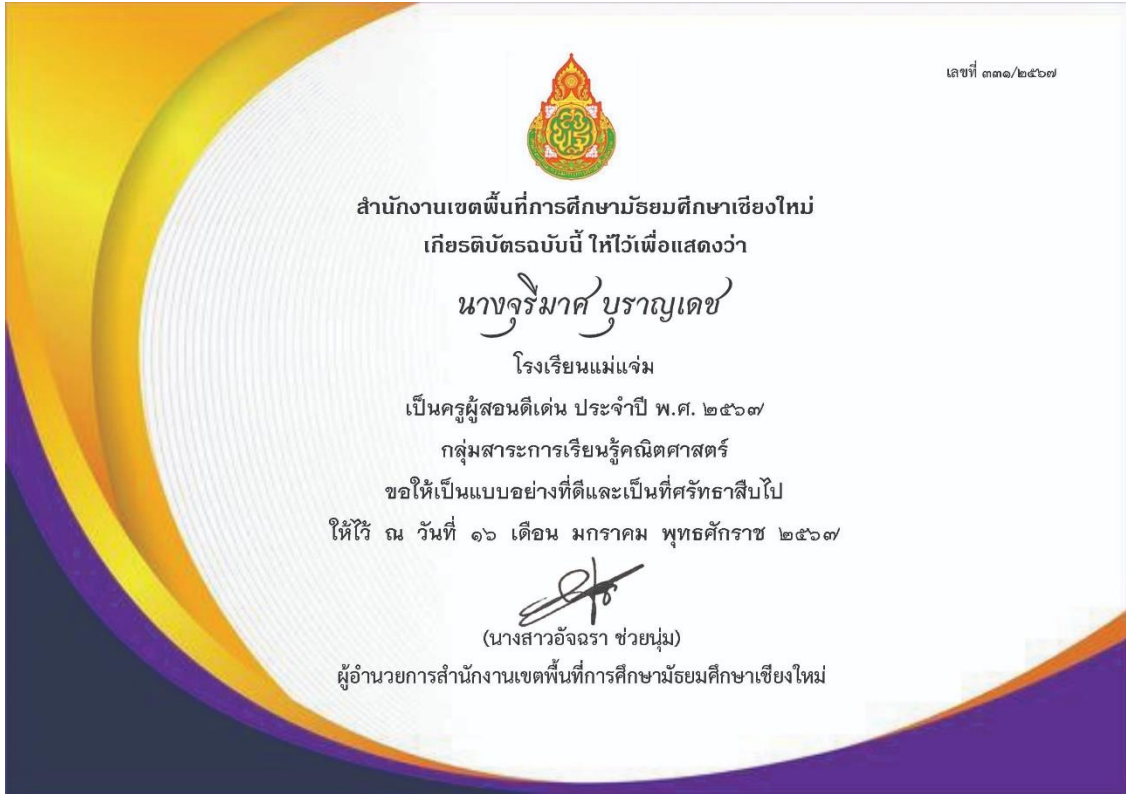 เลขที่ ๓๓๑/๒๕๖๗
สำนักงานเขตพื้นที่การศึกษามัธยมศึกษาเชียงใหม่
เกียรติบัตรฉบับนี้ ให้ไว้เพื่อแสดงว่า
นางจุรีมาศ บุราญเดช
โรงเรียนแม่แจ่ม
เป็นครูผู้สอนดีเด่น ประจำปี พ.ศ. ๒๕๖๗
กลุ่มสาระการเรียนรู้คณิตศาสตร์
ขอให้เป็นแบบอย่างที่ดีและเป็นที่ศรัทธาสืบไป
ให้ไว้ ณ วันที่ ๑๖ เดือน มกราคม พุทธศักราช ๒๕๖๗
(นางสาวอัจฉรา ช่วยนุ่ม)
ผู้อำนวยการสำนักงานเขตพื้นที่การศึกษามัธยมศึกษาเชียงใหม่